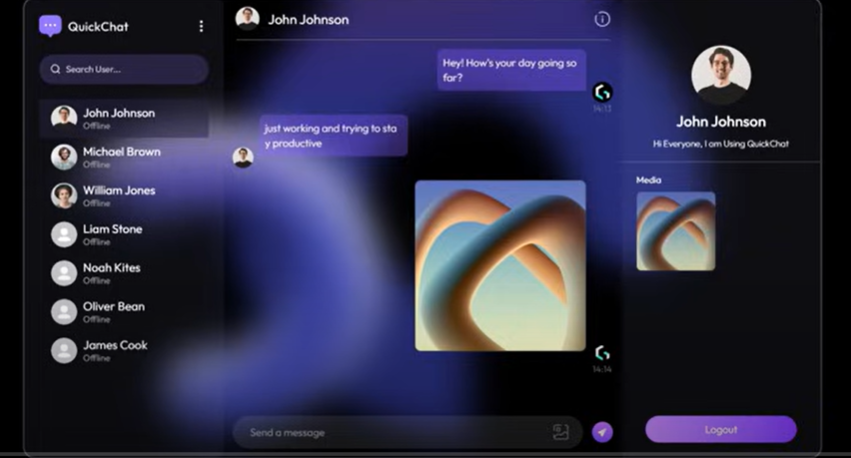 QuickChat
Search User...
John Johnson
Offline
Michael Brown
Offline
William Jones
Offline
Liam Stone
Offline
Noah Kites
Offline
Oliver Bean
Offline
James Cook
Offline
John Johnson
Hey! How's your day going so
far?
14:13
just working and trying to sta
y productive
14:14
Send a message
John Johnson
Hi Everyone, I am Using QuickChat
Media
Logout